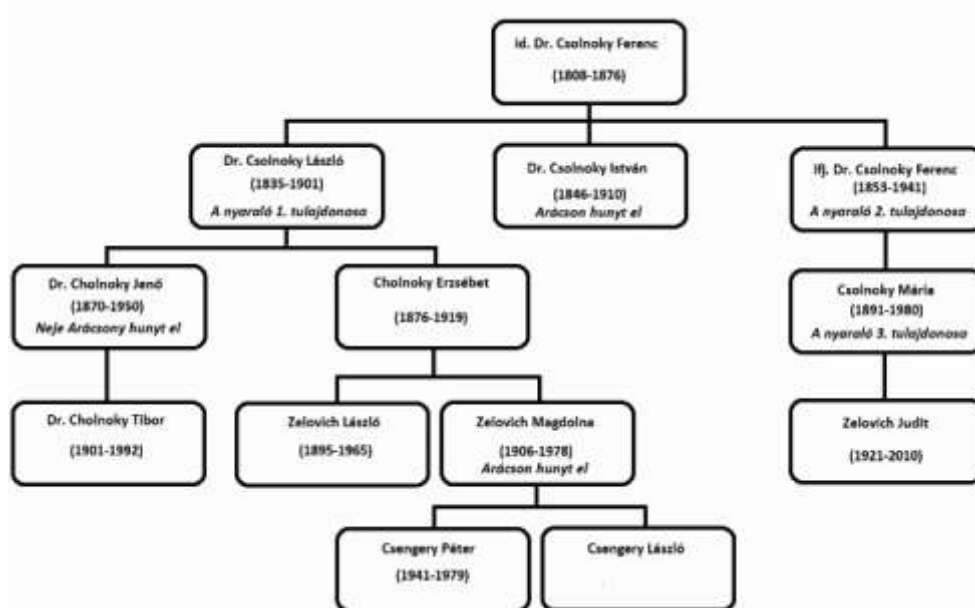 id. Dr. Csolnoky Ferenc
(1808-1876)
Dr. Csolnoky László
(1835-1901)
A nyaraló 1. tulajdonosa
Dr. Csolnoky István
(1846-1910)
Arácson hunyt el
Ifj. Dr. Csolnoky Ferenc
(1853-1941)
A nyaraló 2. tulajdonosa
Dr. Cholnoky Jenő
(1870-1950)
Neje Arácsony hunyt el
Cholnoky Erzsébet
(1876-1919)
Csolnoky Mária
(1891-1980)
A nyaraló 3. tulajdonosa
Dr. Cholnoky Tibor
(1901-1992)
Zelovich László
(1895-1965)
Zelovich Magdolna
(1906-1978)
Arácson hunyt el
Zelovich Judit
(1921-2010)
Csengery Péter
(1941-1979)
Csengery László